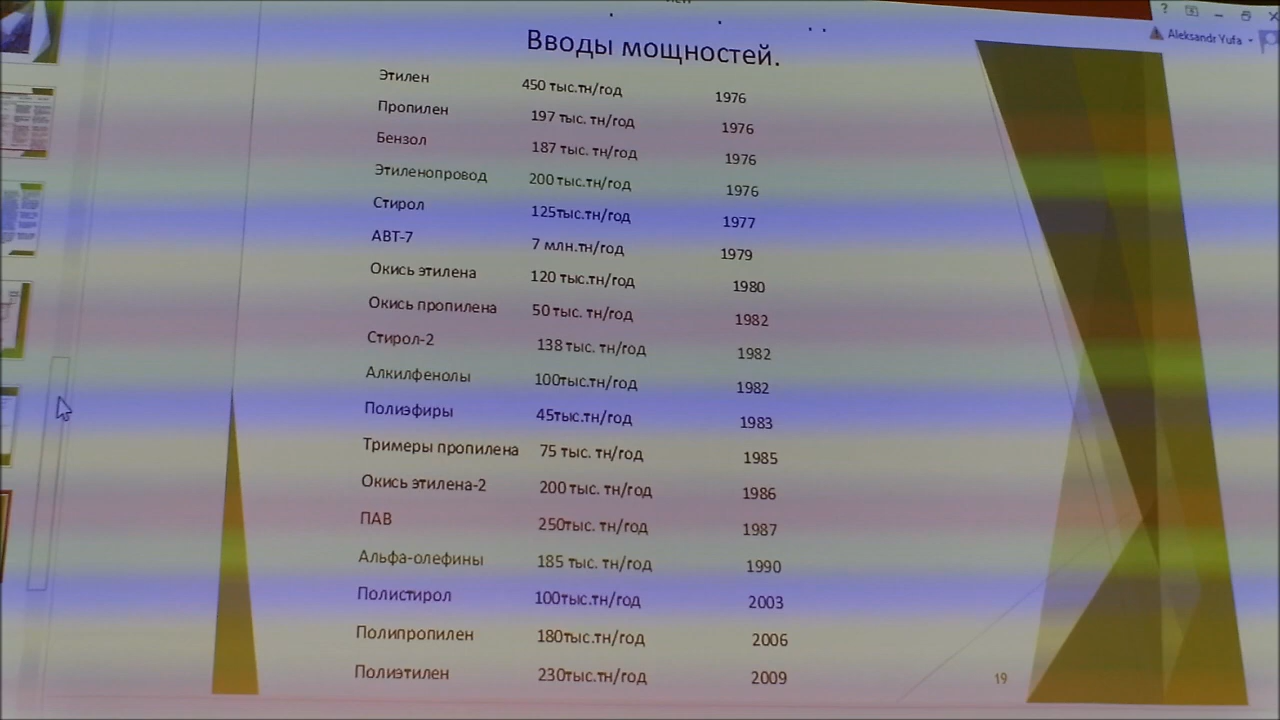 ?
Aleksandr Yufa
Вводы мощностей.
Этилен 450 тыс.тн/год 1976
Пропилен 197 тыс. тн/год 1976
Бензол 187 тыс. тн/год 1976
Этиленопровод 200 тыс.тн/год 1976
Стирол 125тыс.тн/год 1977
АВТ-7 7 млн.тн/год 1979
Окись этилена 120 тыс.тн/год 1980
Окись пропилена 50 тыс. тн/год 1982
Стирол-2 138 тыс. тн/год 1982
Алкилфенолы 100тыс.тн/год 1982
Полиэфиры 45тыс.тн/год 1983
Тримеры пропилена 75 тыс. тн/год 1985
Окись этилена-2 200 тыс. тн/год 1986
ПАВ 250тыс. тн/год 1987
Альфа-олефины 185 тыс. тн/год 1990
Полистирол 100тыс.тн/год 2003
Полипропилен 180тыс.тн/год 2006
Полиэтилен 230тыс.тн/год 2009
19